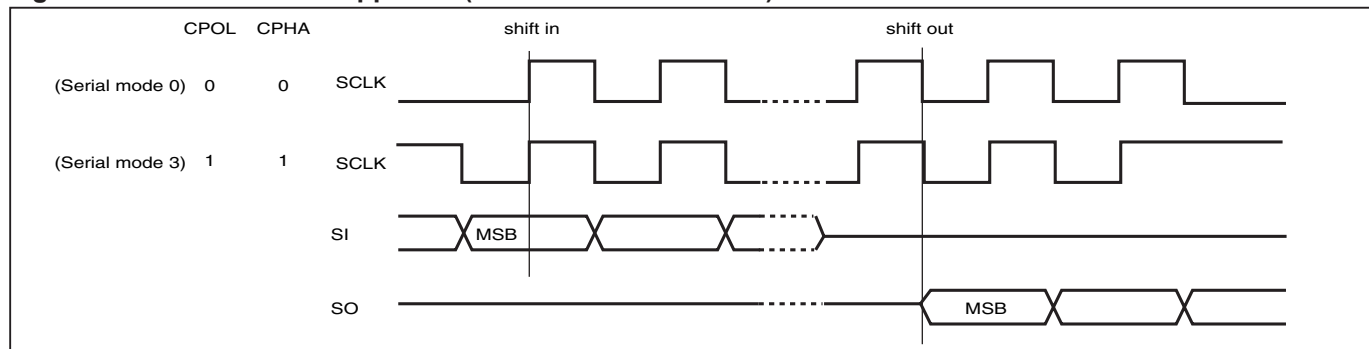 CPOL CPHA shift in shift out
(Serial mode 0) 0 0 SCLK
(Serial mode 3) 1 1 SCLK
SI MSB
SO MSB